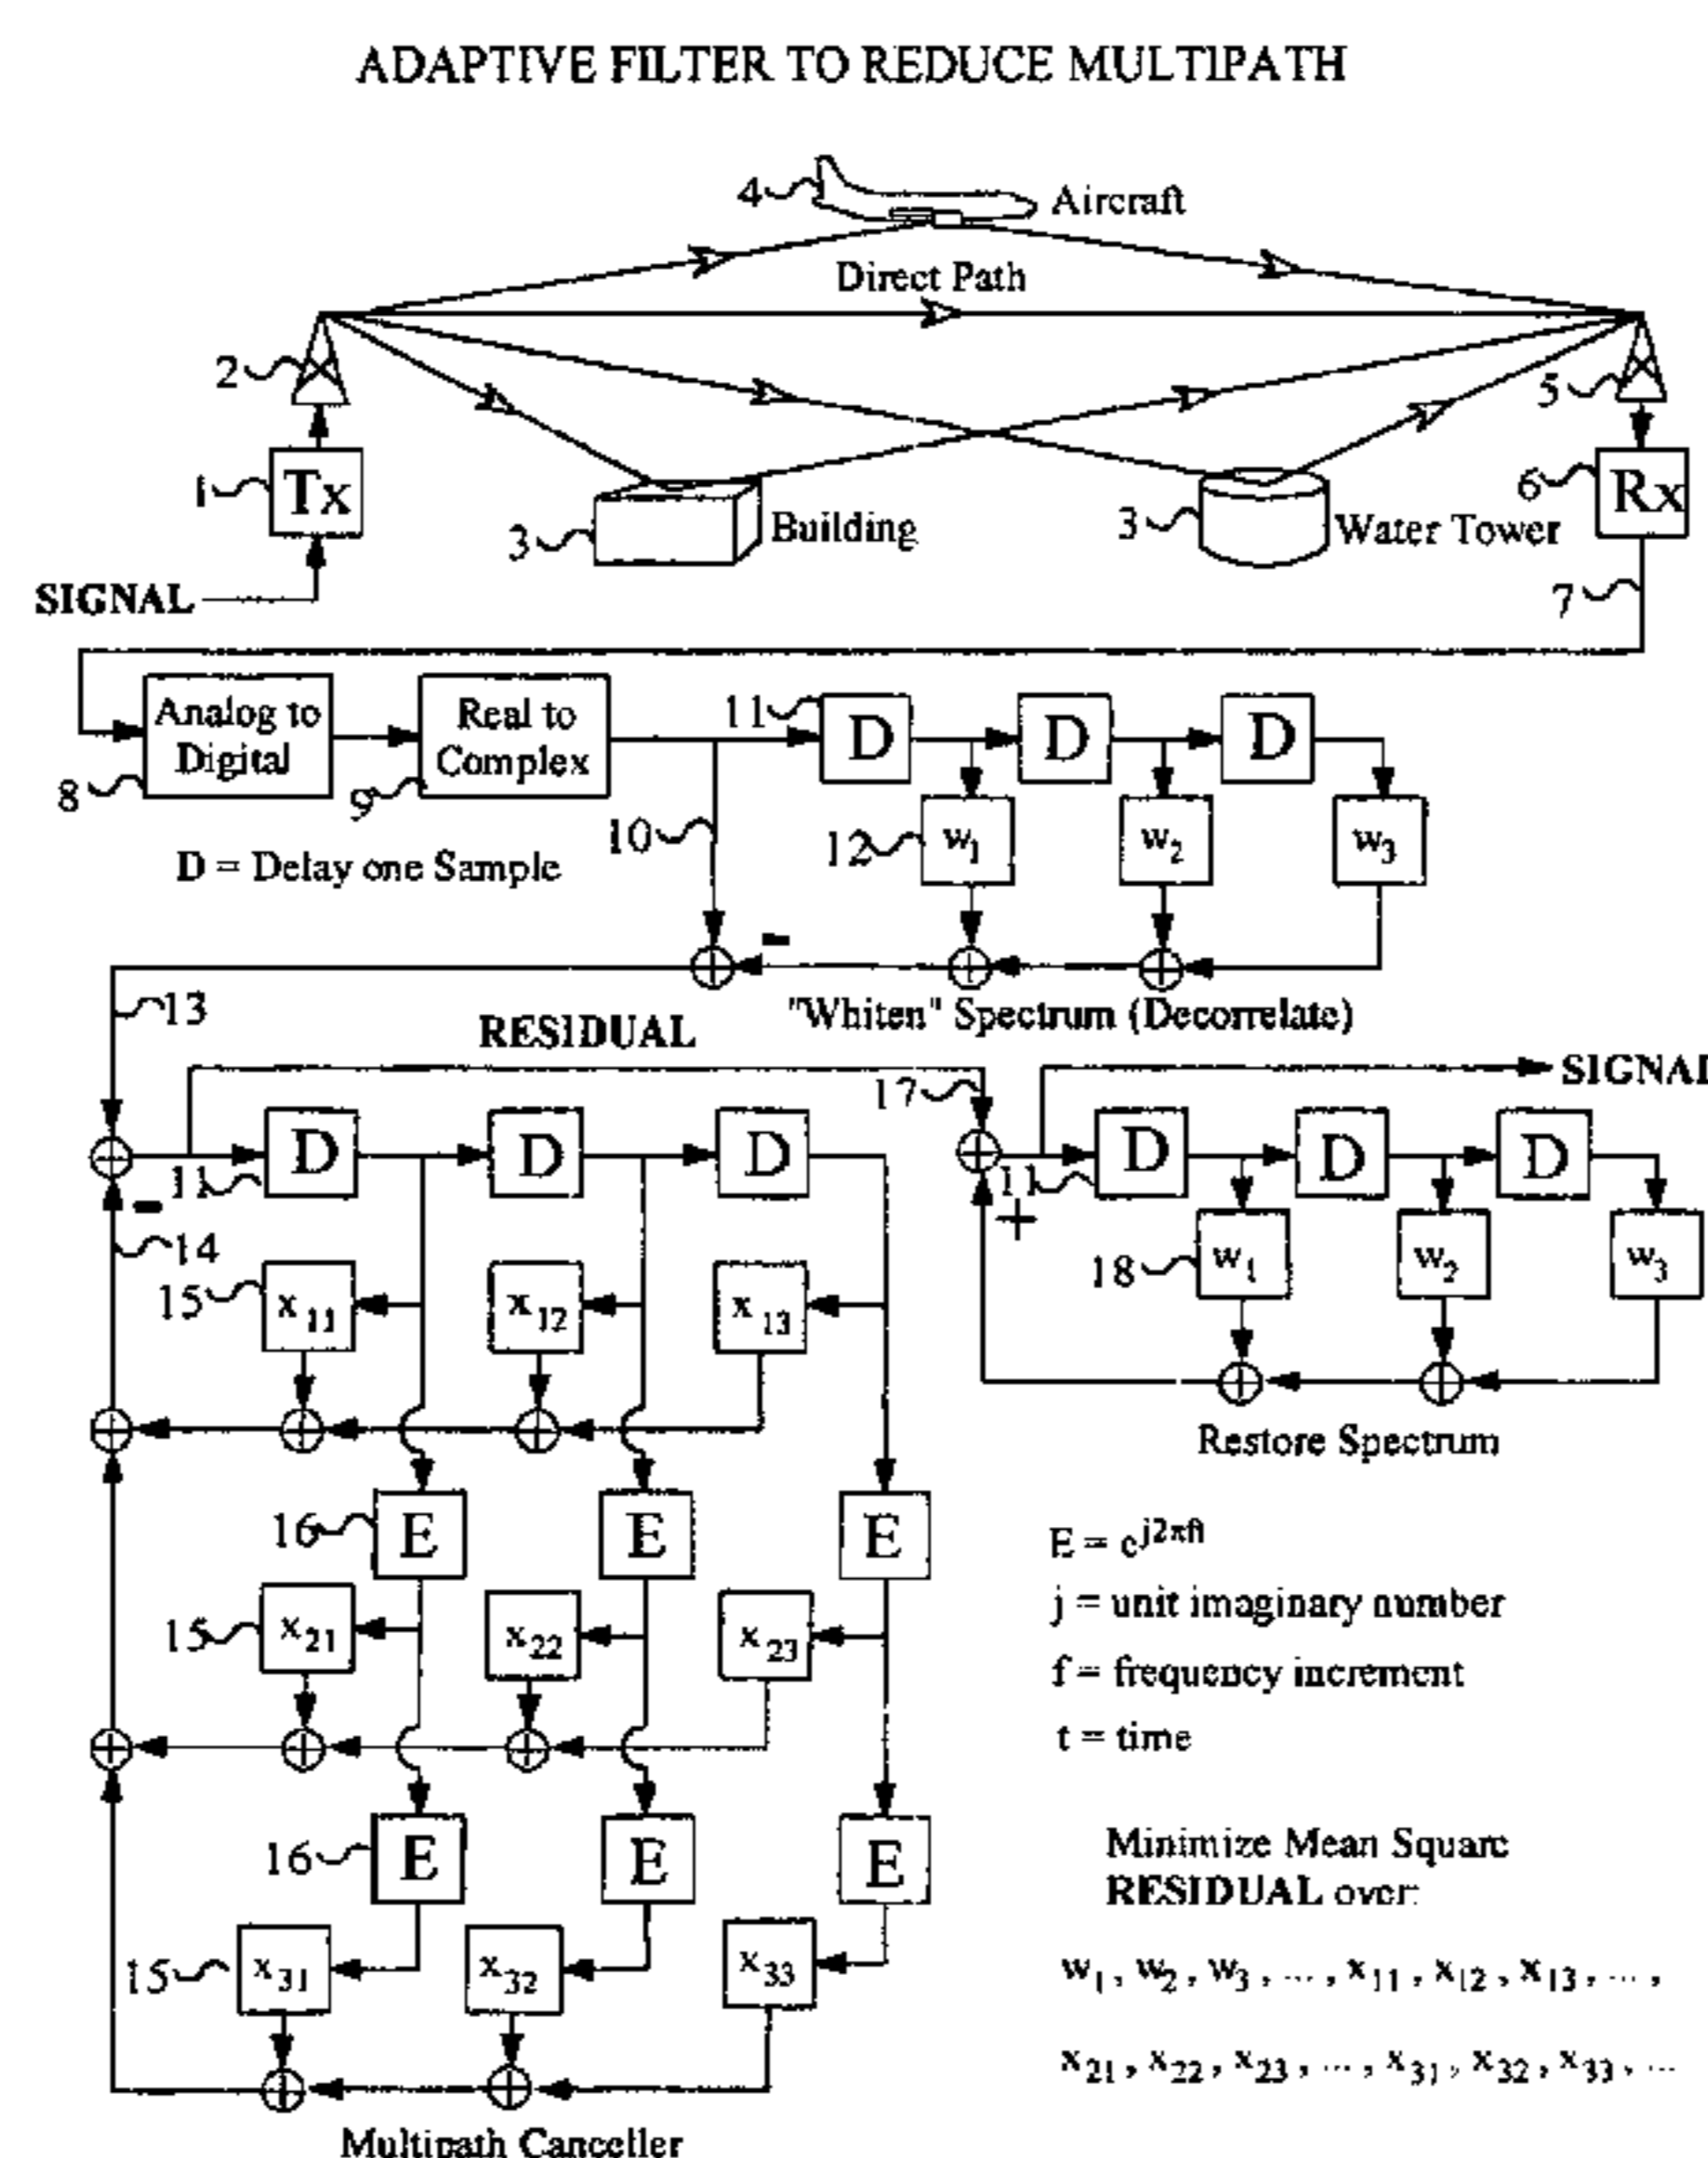 ADAPTIVE FILTER TO REDUCE MULTIPATH
4 Aircraft
Direct Path
2
5
1 Tx
3 Building
3 Water Tower
6 Rx
SIGNAL
7
Analog to Digital
8
Real to Complex
9
11 D D D
10
12 w1 w2 w3
D = Delay one Sample
-
13
"Whiten" Spectrum (Decorrelate)
RESIDUAL
SIGNAL
17
11 D D D
11 D D D
-
+
14
15 x11 x12 x13
18 w1 w2 w3
Restore Spectrum
16 E E E
E = e^j2πft
15 x21 x22 x23
j = unit imaginary number
f = frequency increment
t = time
16 E E E
Minimize Mean Square
RESIDUAL over:
15 x31 x32 x33
w1, w2, w3, ..., x11, x12, x13, ...,
x21, x22, x23, ..., x31, x32, x33, ...
Multipath Canceller